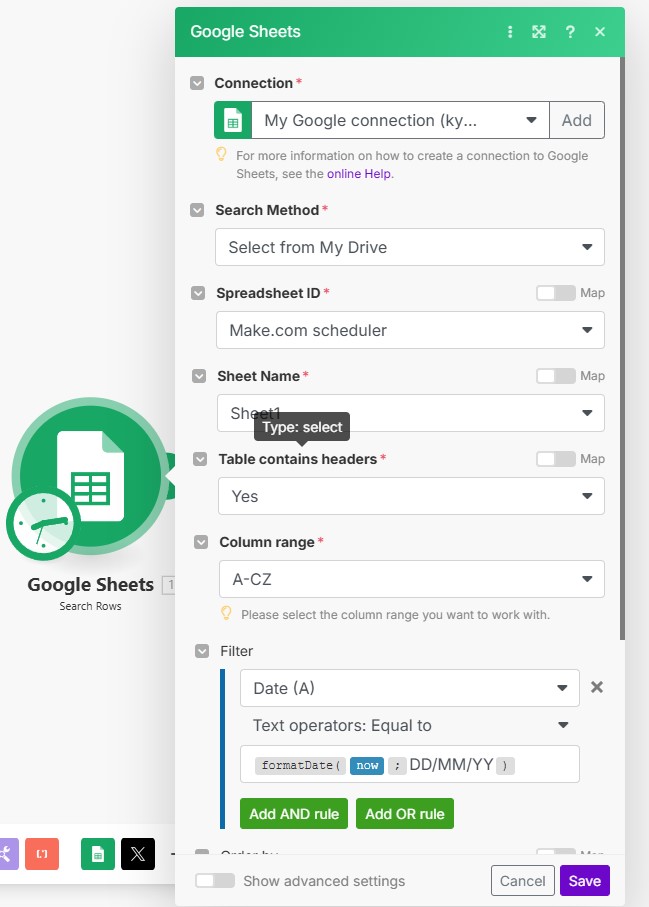 Google Sheets
Connection *
My Google connection (ky...
Add
For more information on how to create a connection to Google
Sheets, see the online Help.
Search Method *
Select from My Drive
Spreadsheet ID *
Map
Make.com scheduler
Sheet Name *
Map
Sheet1
Type: select
Table contains headers *
Map
Yes
Column range *
A-CZ
Please select the column range you want to work with.
Filter
Date (A)
Text operators: Equal to
formatDate( now ; DD/MM/YY )
Add AND rule
Add OR rule
Order by
Map
Show advanced settings
Cancel
Save
Google Sheets 1
Search Rows